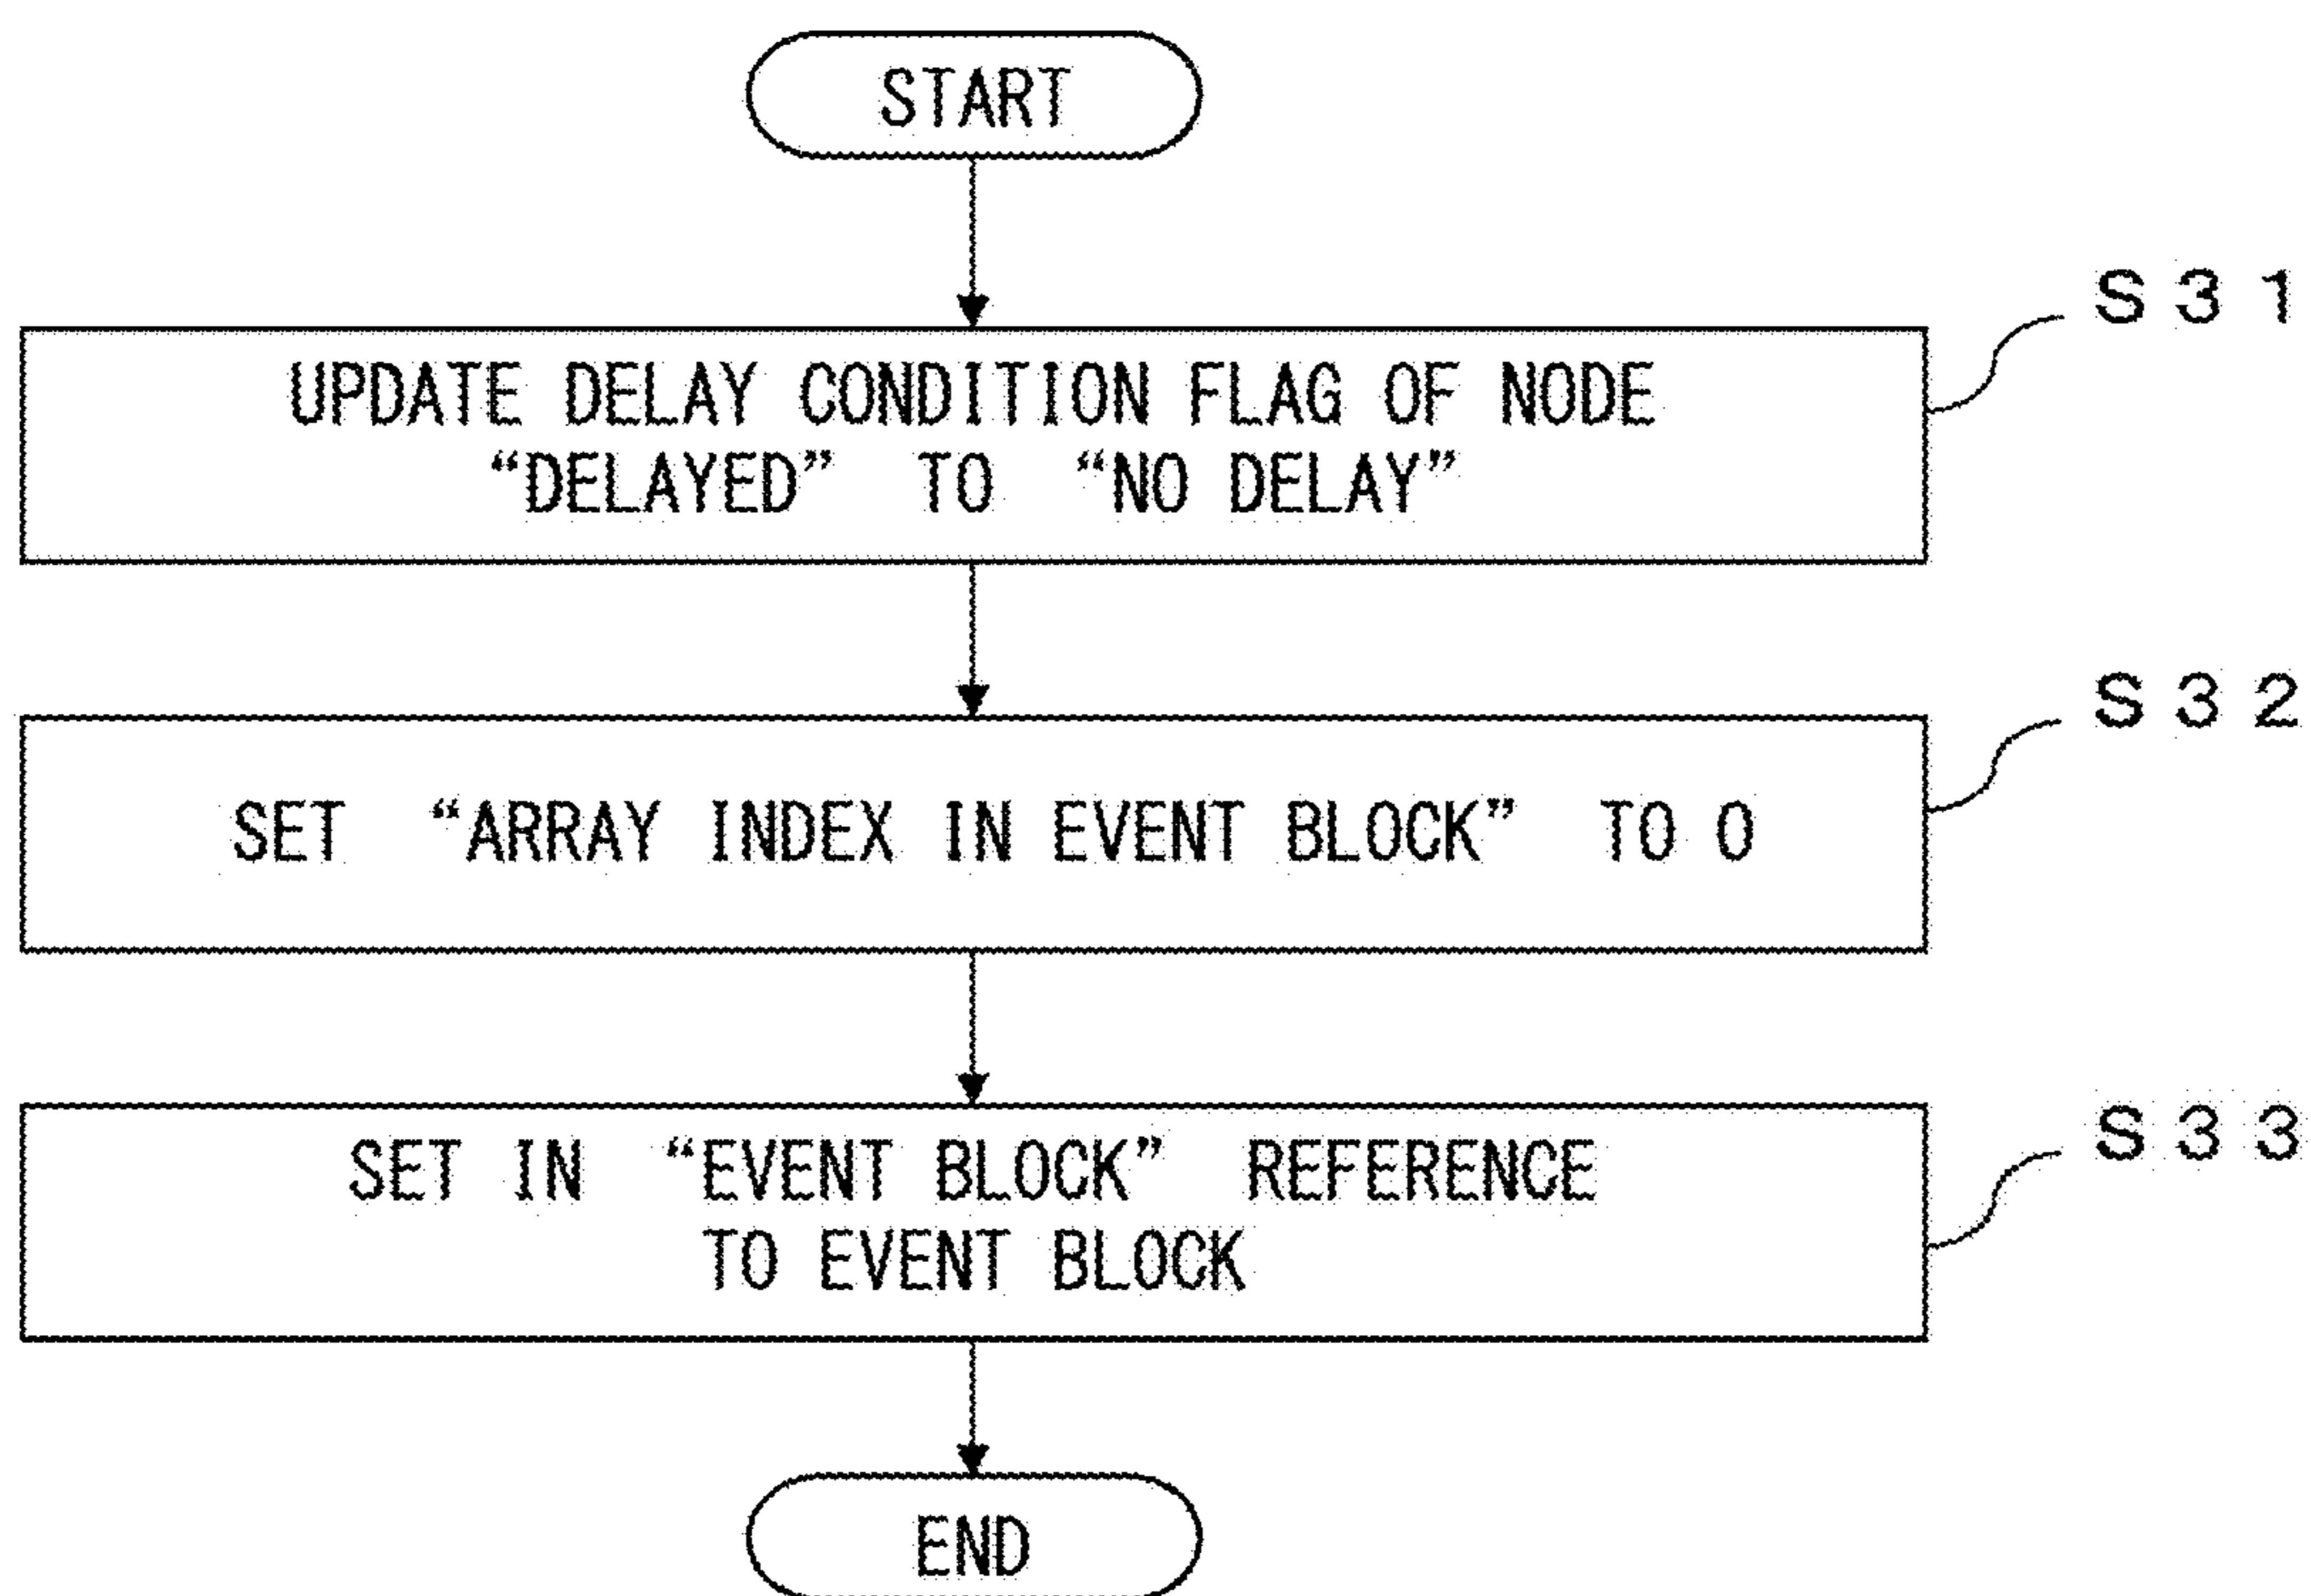 START
S31
UPDATE DELAY CONDITION FLAG OF NODE
“DELAYED” TO “NO DELAY”
S32
SET “ARRAY INDEX IN EVENT BLOCK” TO 0
S33
SET IN “EVENT BLOCK” REFERENCE
TO EVENT BLOCK
END